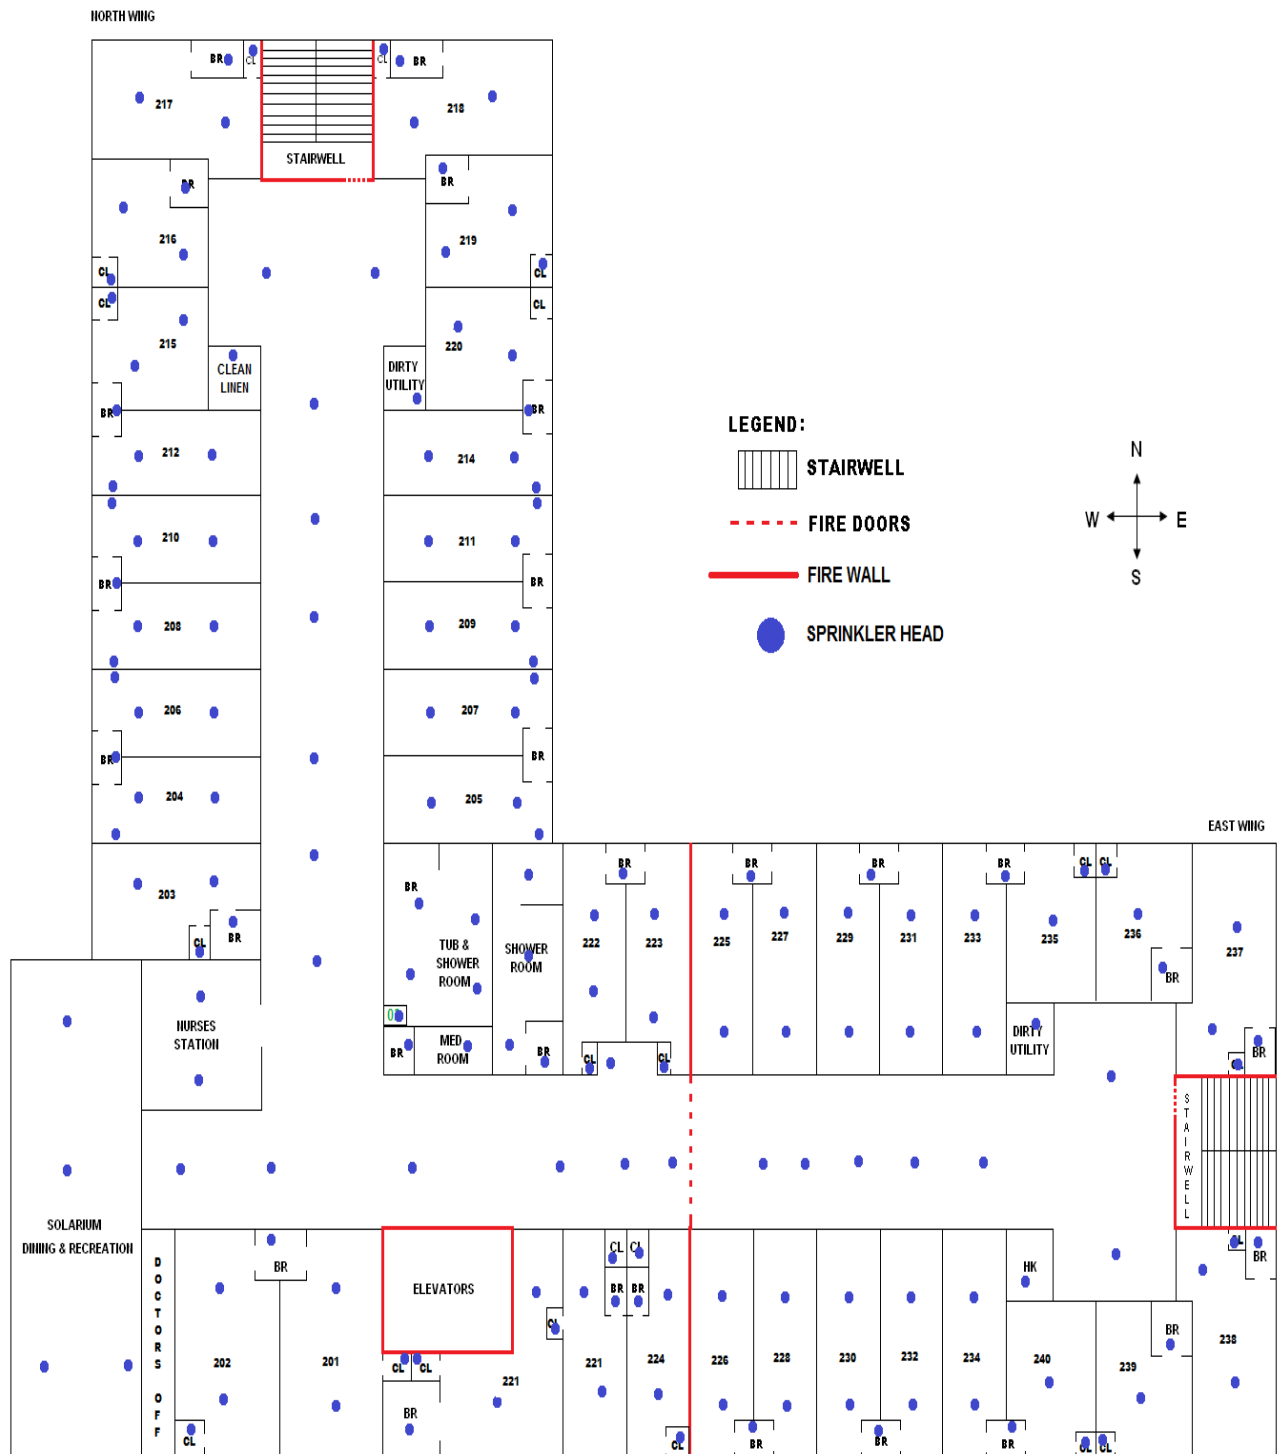 NORTH WING
BR
CL
CL
BR
217
218
STAIRWELL
BR
BR
216
219
CL
CL
CL
CL
215
220
CLEAN
LINEN
DIRTY
UTILITY
BR
BR
212
214
210
211
BR
BR
208
209
206
207
BR
BR
204
205
203
CL
BR
LEGEND:
STAIRWELL
FIRE DOORS
FIRE WALL
SPRINKLER HEAD
N
W
E
S
EAST WING
BR
TUB &
SHOWER
ROOM
SHOWER
ROOM
BR
MED
ROOM
BR
BR
222
223
CL
CL
BR
225
227
BR
229
231
BR
233
CL
CL
235
236
BR
237
DIRTY
UTILITY
CL
BR
STAIRWELL
NURSES
STATION
SOLARIUM
DINING & RECREATION
DOCTORS OFF
BR
202
201
CL
ELEVATORS
CL
CL
BR
221
CL
CL
CL
BR
BR
221
224
CL
226
228
BR
230
232
BR
234
HK
240
BR
239
BR
CL
CL
CL
BR
238